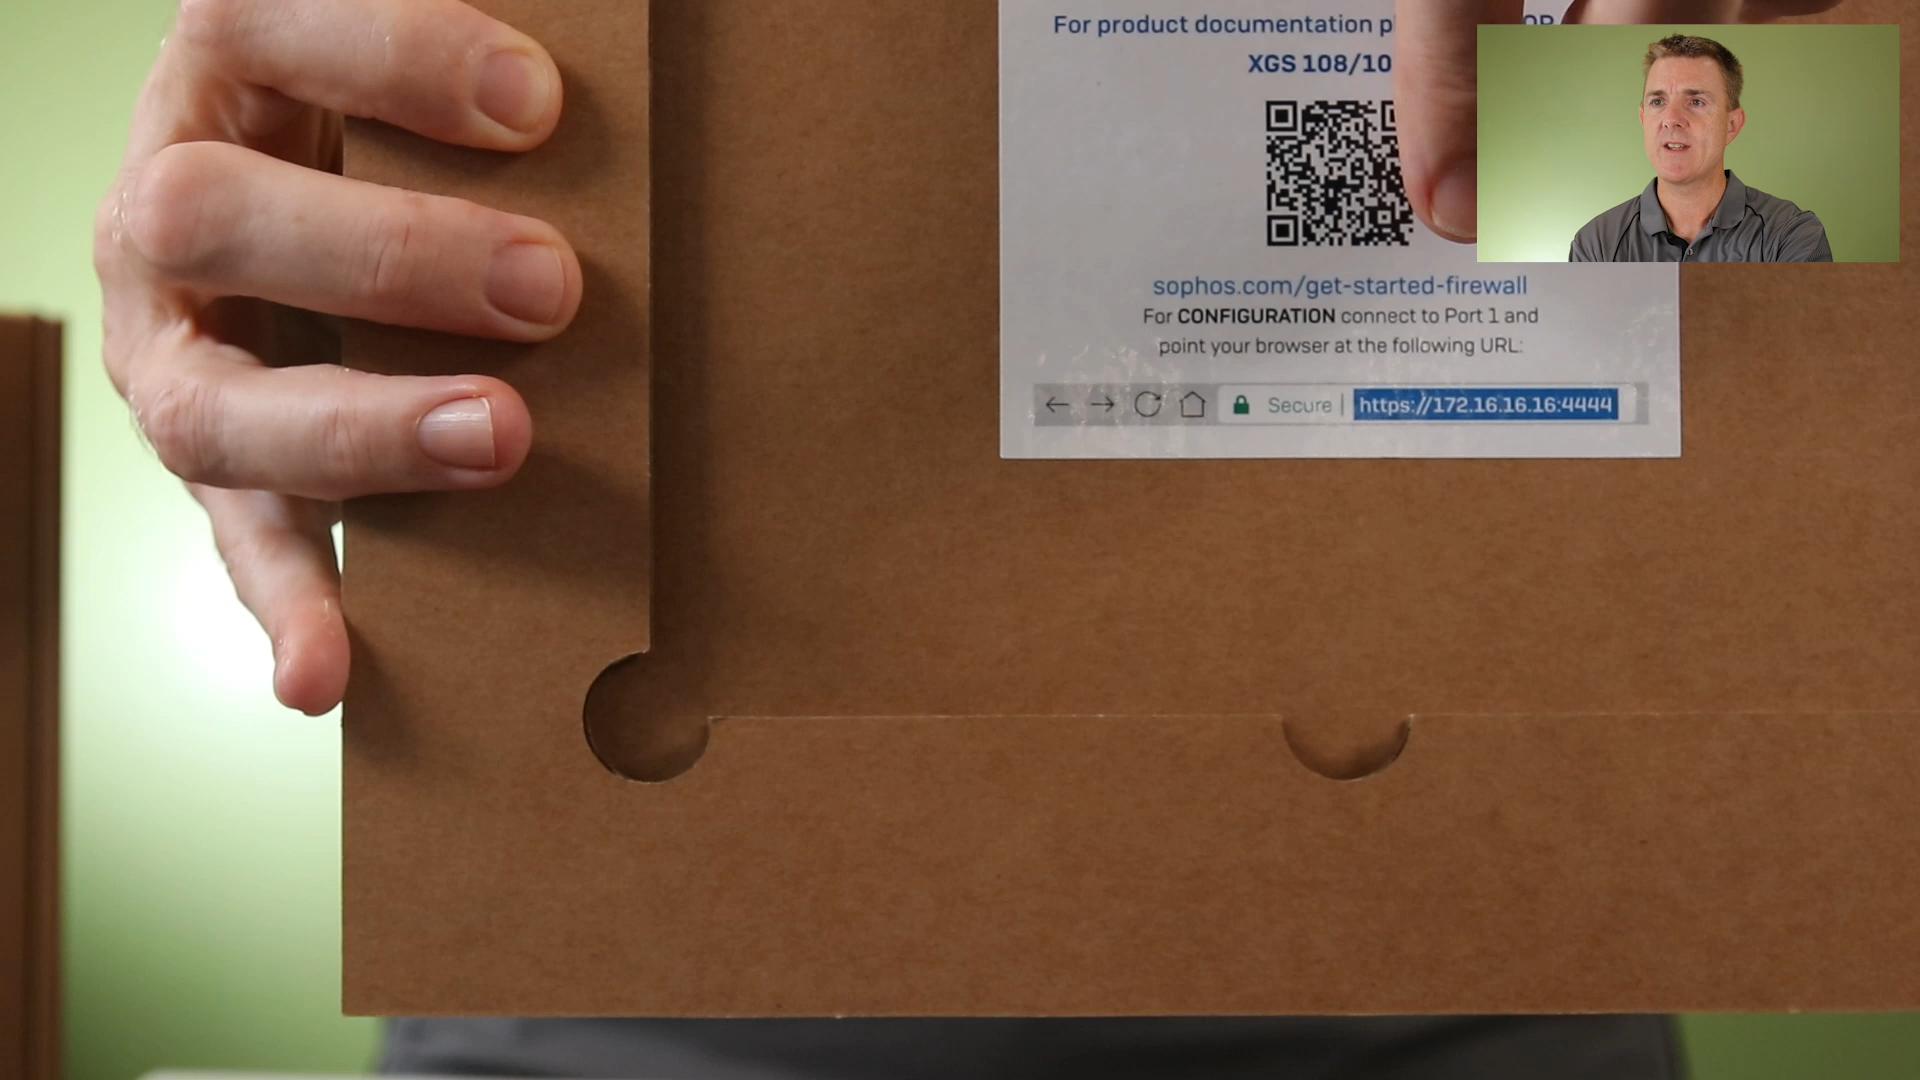 For product documentation
XGS 108/10
sophos.com/get-started-firewall
For CONFIGURATION connect to Port 1 and
point your browser at the following URL:
Secure | https://172.16.16.16:4444